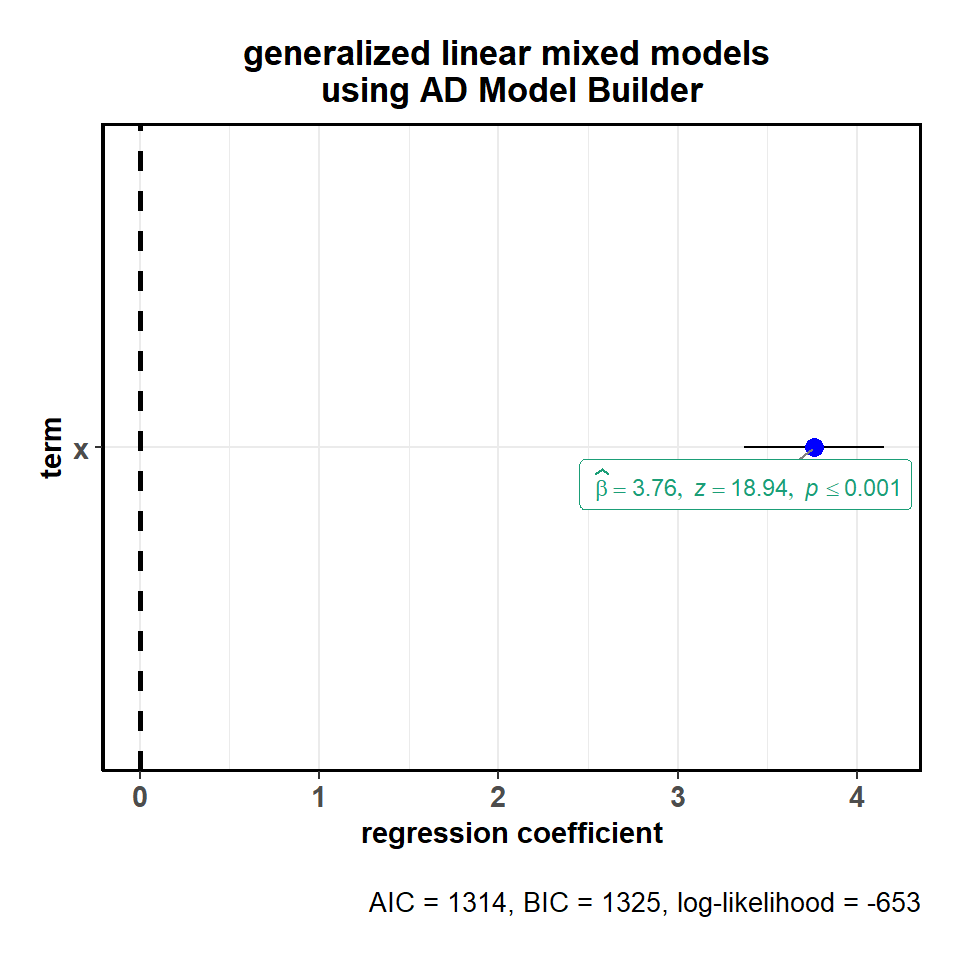 generalized linear mixed models
using AD Model Builder
term
x
β̂ = 3.76, z = 18.94, p ≤ 0.001
0 1 2 3 4
regression coefficient
AIC = 1314, BIC = 1325, log-likelihood = -653